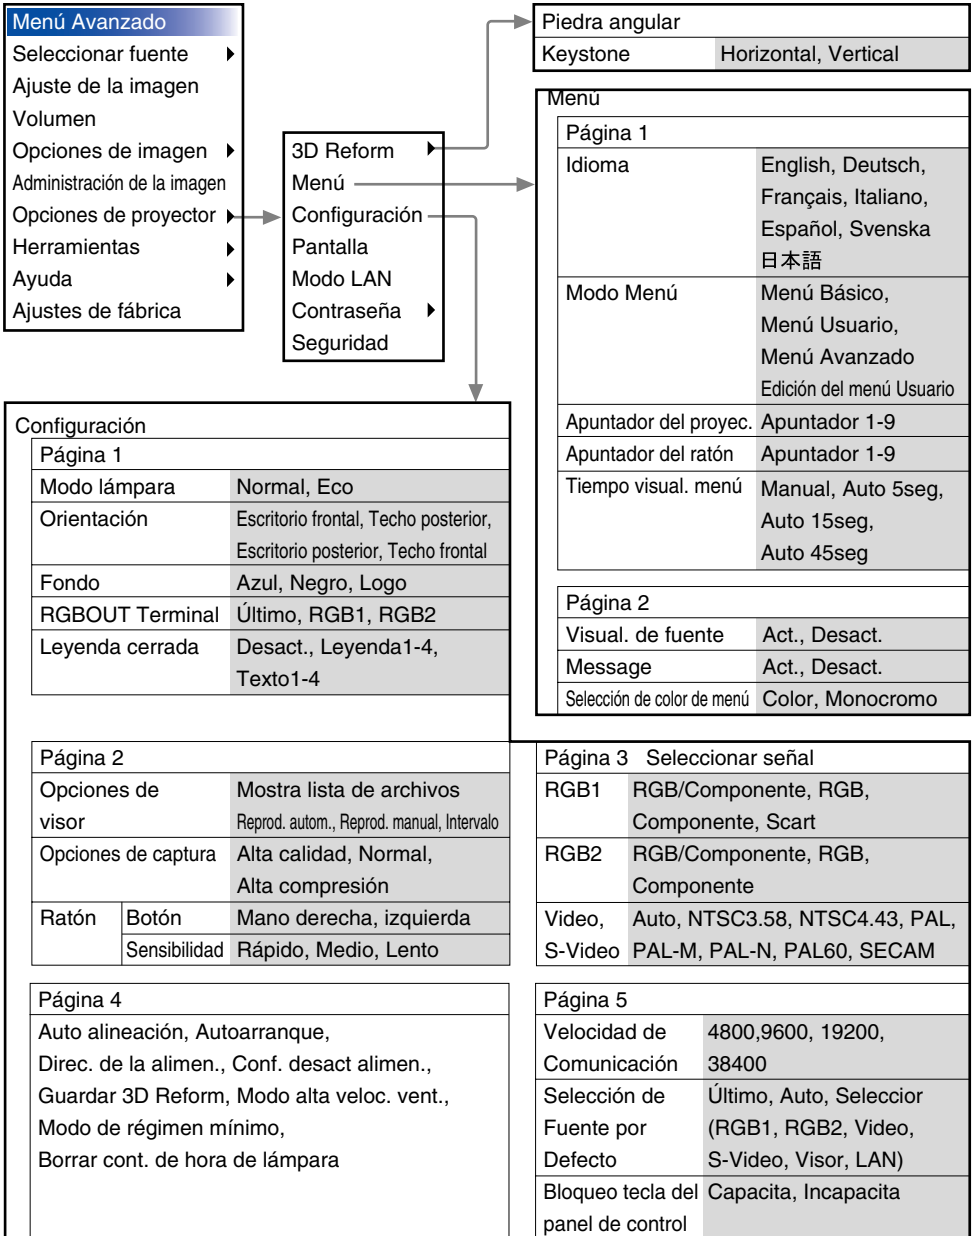 Menú Avanzado
Seleccionar fuente
Ajuste de la imagen
Volumen
Opciones de imagen
Administración de la imagen
Opciones de proyector
Herramientas
Ayuda
Ajustes de fábrica
3D Reform
Menú
Configuración
Pantalla
Modo LAN
Contraseña
Seguridad
Piedra angular
Keystone Horizontal, Vertical
Menú
Página 1
Idioma English, Deutsch,
Français, Italiano,
Español, Svenska
日本語
Modo Menú Menú Básico,
Menú Usuario,
Menú Avanzado
Edición del menú Usuario
Apuntador del proyec. Apuntador 1-9
Apuntador del ratón Apuntador 1-9
Tiempo visual. menú Manual, Auto 5seg,
Auto 15seg,
Auto 45seg
Página 2
Visual. de fuente Act., Desact.
Message Act., Desact.
Selección de color de menú Color, Monocromo
Configuración
Página 1
Modo lámpara Normal, Eco
Orientación Escritorio frontal, Techo posterior,
Escritorio posterior, Techo frontal
Fondo Azul, Negro, Logo
RGBOUT Terminal Último, RGB1, RGB2
Leyenda cerrada Desact., Leyenda1-4,
Texto1-4
Página 2
Opciones de Mostra lista de archivos
visor Reprod. autom., Reprod. manual, Intervalo
Opciones de captura Alta calidad, Normal,
Alta compresión
Ratón Botón Mano derecha, izquierda
Sensibilidad Rápido, Medio, Lento
Página 3 Seleccionar señal
RGB1 RGB/Componente, RGB,
Componente, Scart
RGB2 RGB/Componente, RGB,
Componente
Video, Auto, NTSC3.58, NTSC4.43, PAL,
S-Video PAL-M, PAL-N, PAL60, SECAM
Página 4
Auto alineación, Autoarranque,
Direc. de la alimen., Conf. desact alimen.,
Guardar 3D Reform, Modo alta veloc. vent.,
Modo de régimen mínimo,
Borrar cont. de hora de lámpara
Página 5
Velocidad de 4800,9600, 19200,
Comunicación 38400
Selección de Último, Auto, Seleccior
Fuente por (RGB1, RGB2, Video,
Defecto S-Video, Visor, LAN)
Bloqueo tecla del Capacita, Incapacita
panel de control